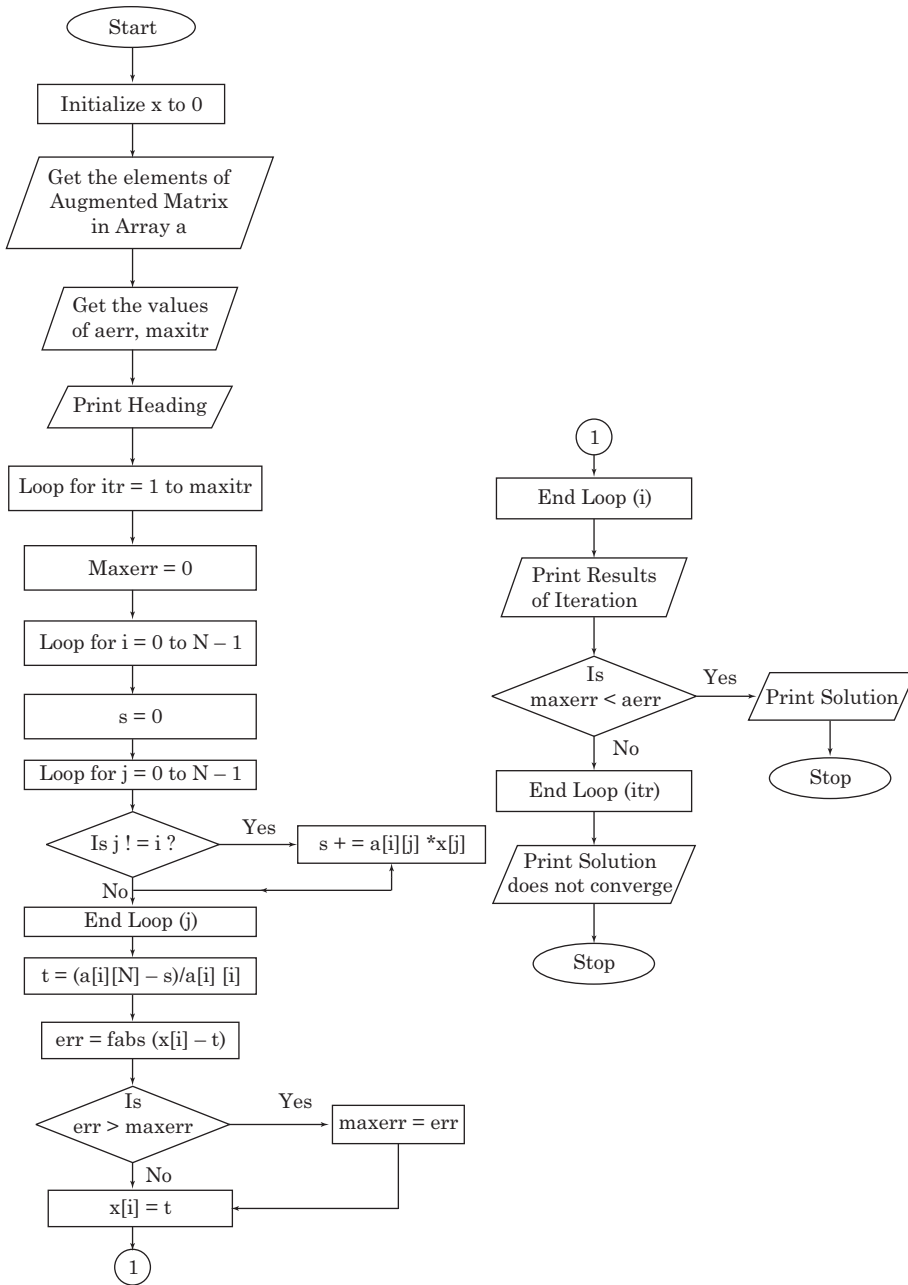 Start
Initialize x to 0
Get the elements of
Augmented Matrix
in Array a
Get the values
of aerr, maxitr
Print Heading
Loop for itr = 1 to maxitr
Maxerr = 0
Loop for i = 0 to N – 1
s = 0
Loop for j = 0 to N – 1
Is j ! = i ?
Yes
s + = a[i][j] *x[j]
No
End Loop (j)
t = (a[i][N] – s)/a[i] [i]
err = fabs (x[i] – t)
Is
err > maxerr
Yes
maxerr = err
No
x[i] = t
1
1
End Loop (i)
Print Results
of Iteration
Is
maxerr < aerr
Yes
Print Solution
Stop
No
End Loop (itr)
Print Solution
does not converge
Stop